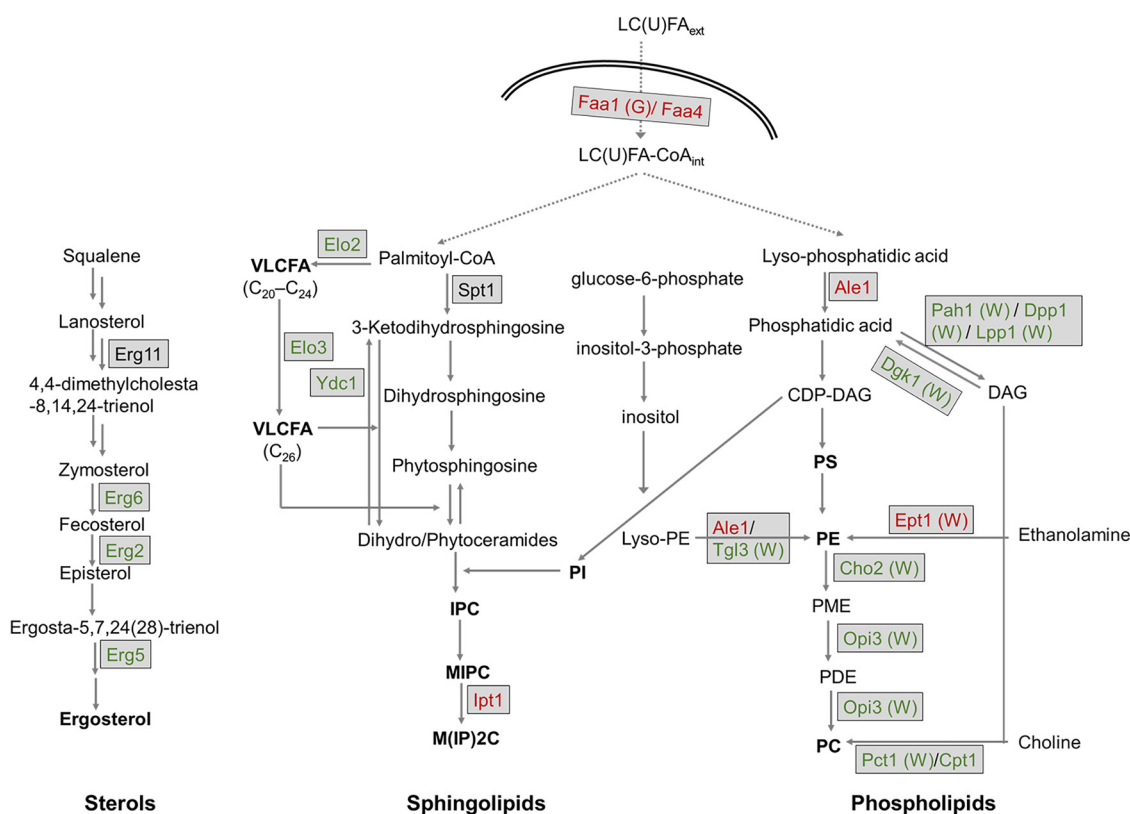 LC(U)FAext
Faa1 (G)/ Faa4
LC(U)FA-CoAint
Squalene
Lanosterol
Erg11
4,4-dimethylcholesta
-8,14,24-trienol
Zymosterol
Erg6
Fecosterol
Erg2
Episterol
Ergosta-5,7,24(28)-trienol
Erg5
Ergosterol
Sterols
Elo2
VLCFA
(C20–C24)
Palmitoyl-CoA
Spt1
3-Ketodihydrosphingosine
Elo3
Ydc1
Dihydrosphingosine
VLCFA
(C26)
Phytosphingosine
Dihydro/Phytoceramides
PI
IPC
MIPC
Ipt1
M(IP)2C
Sphingolipids
glucose-6-phosphate
inositol-3-phosphate
inositol
Lyso-phosphatidic acid
Ale1
Phosphatidic acid
Pah1 (W) / Dpp1
(W) / Lpp1 (W)
Dgk1 (W)
DAG
CDP-DAG
PS
Lyso-PE
Ale1/
Tgl3 (W)
PE
Ept1 (W)
Ethanolamine
Cho2 (W)
PME
Opi3 (W)
PDE
Opi3 (W)
PC
Choline
Pct1 (W)/Cpt1
Phospholipids